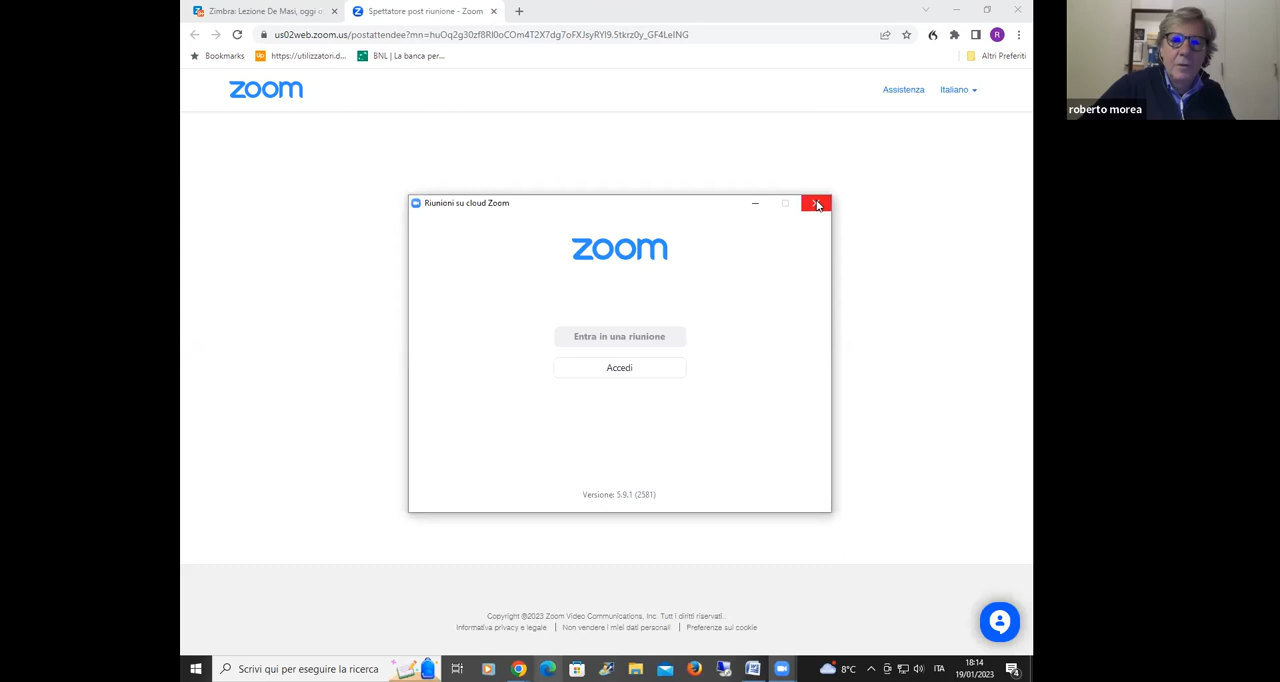 Zimbra: Lezione De Masi, oggi
Spettatore post riunione - Zoom
us02web.zoom.us/postattendee?mn=huOq2g30zf8Rl0oCOm4T2X7dg7oFXJsyRYl9.5tkrz0y_GF4LeING
R
Bookmarks
Up
https://utilizzatori.d...
BNL | La banca per...
Altri Preferiti
zoom
Assistenza
Italiano
roberto morea
Riunioni su cloud Zoom
zoom
Entra in una riunione
Accedi
Versione: 5.9.1 (2581)
Copyright @2023 Zoom Video Communications, Inc. Tutt i diritti riservati.
Informativa privacy e legale | Non vendere i miei dati personali | Preferenze sui cookie
Scrivi qui per eseguire la ricerca
8°C
ITA
18:14
19/01/2023
4